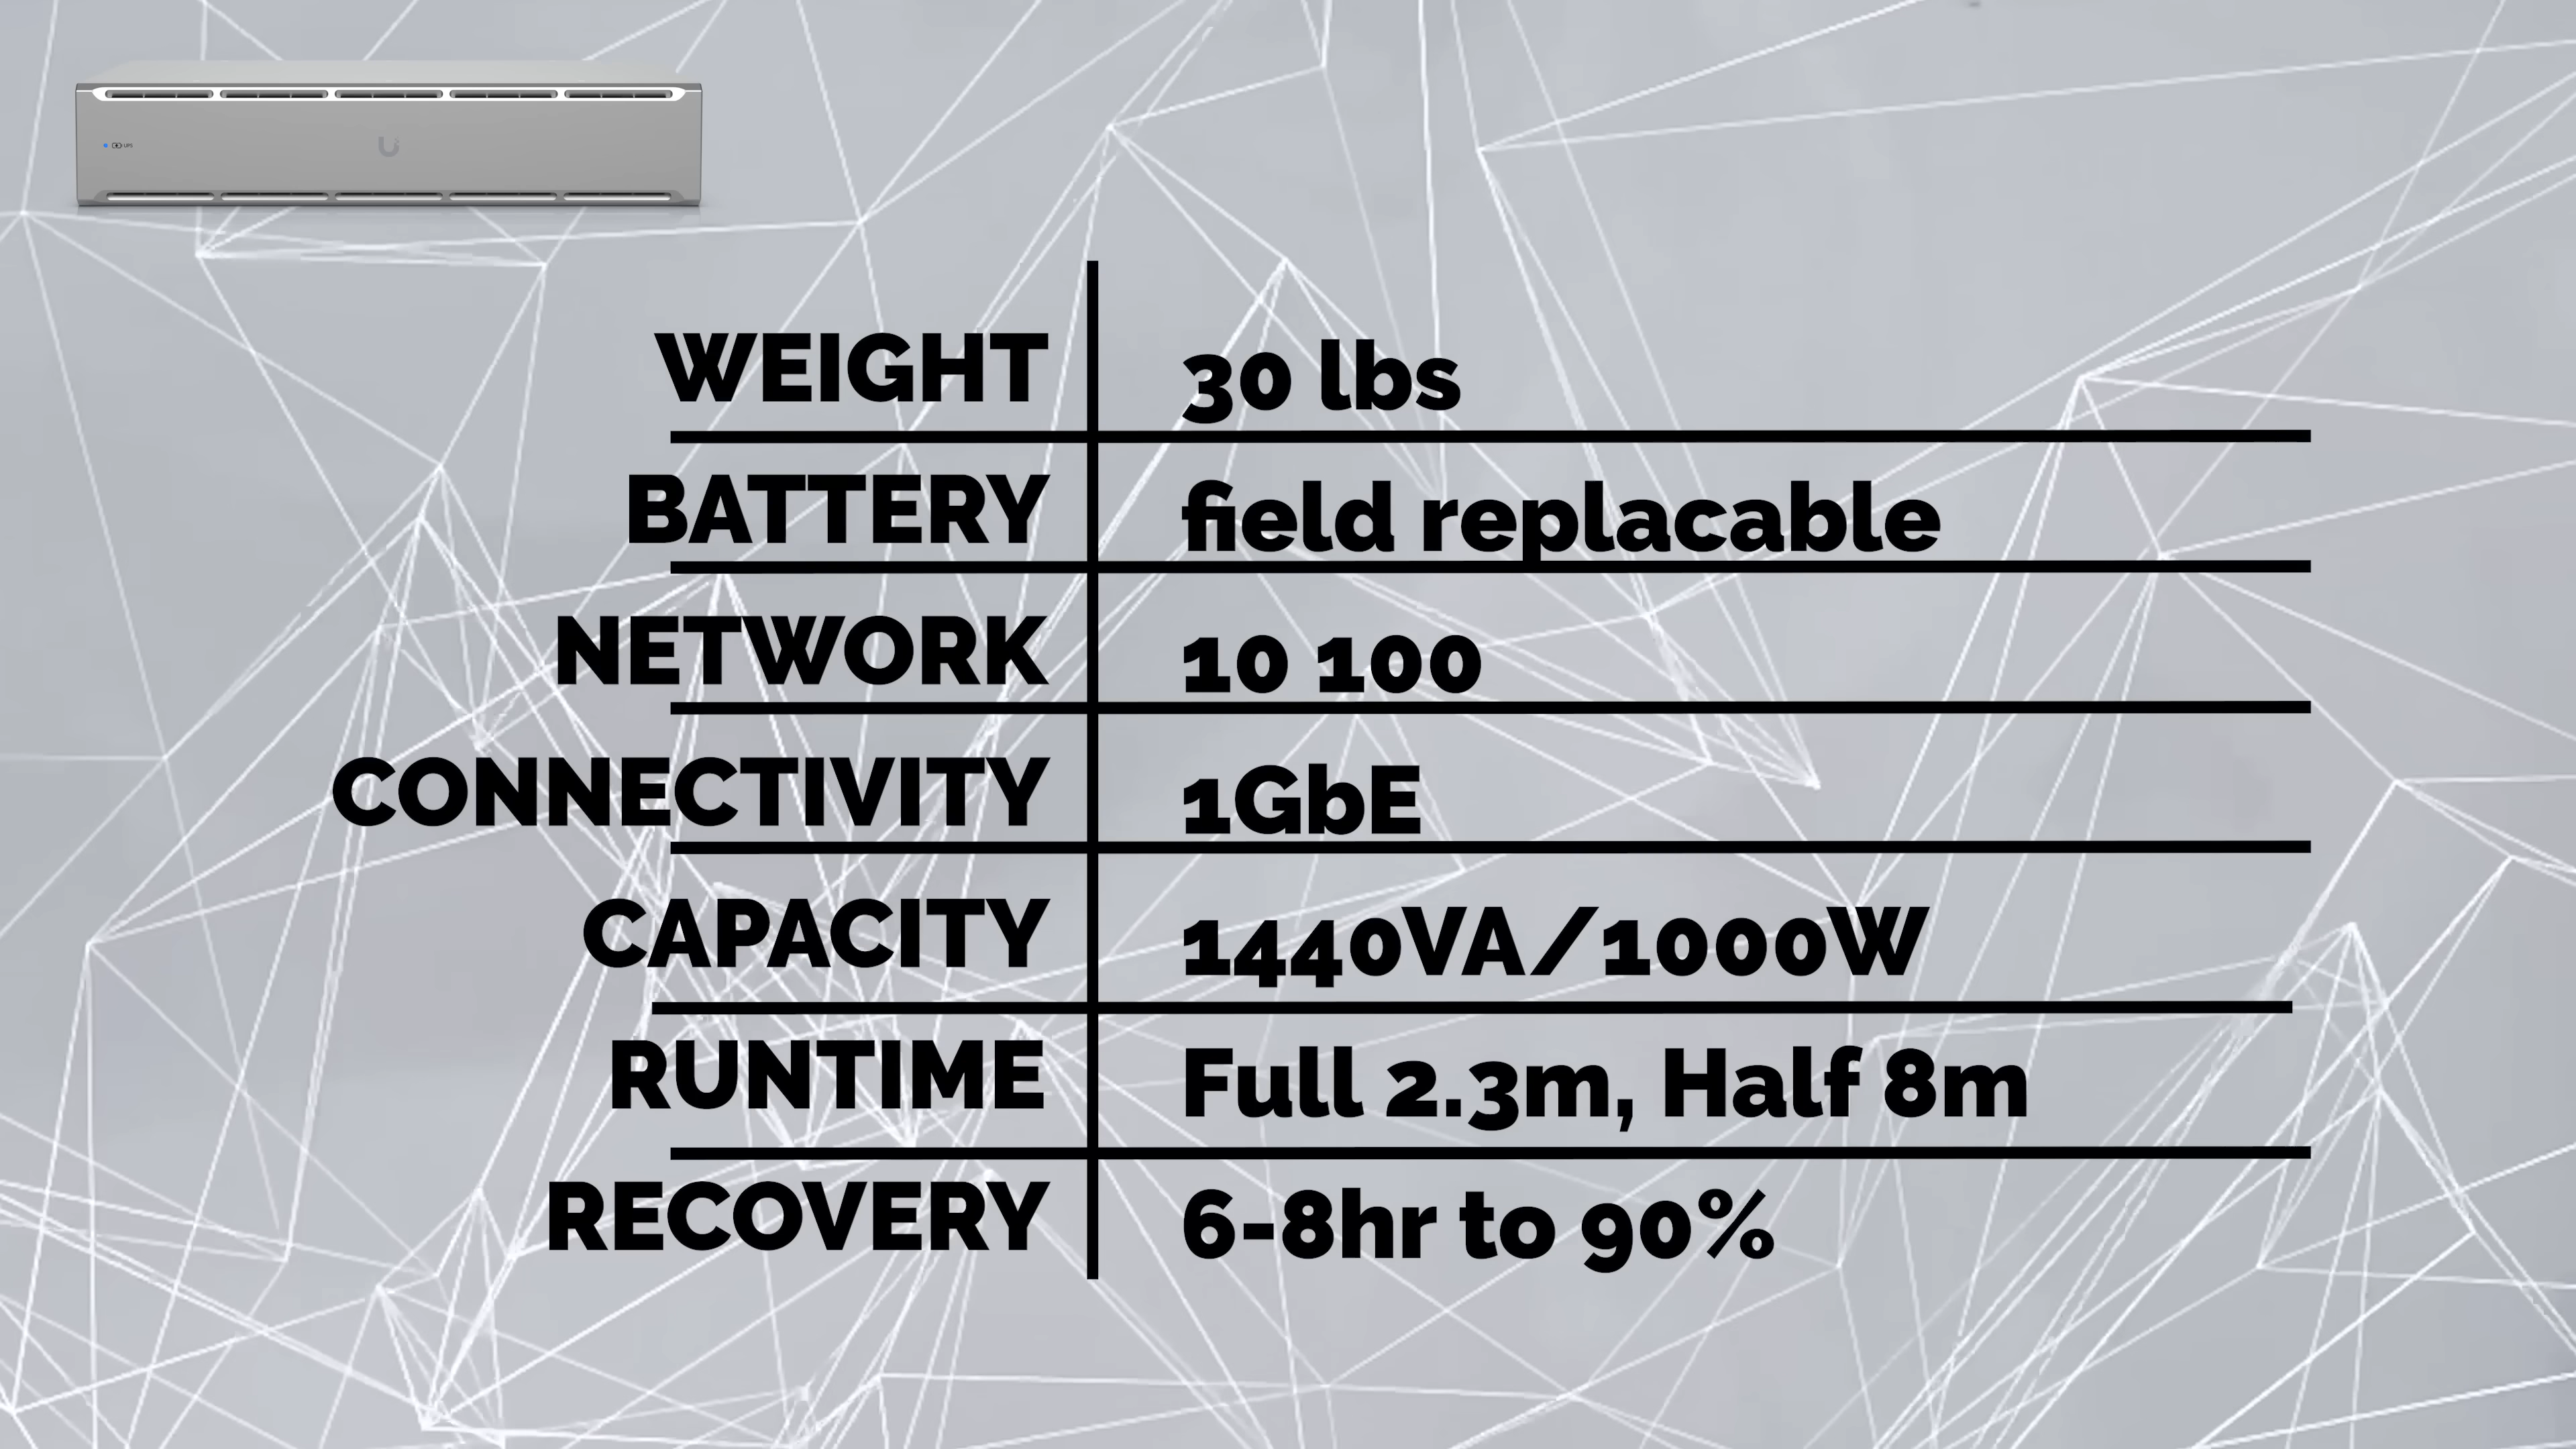 UPS
WEIGHT 30 lbs
BATTERY field replacable
NETWORK 10 100
CONNECTIVITY 1GbE
CAPACITY 1440VA/1000W
RUNTIME Full 2.3m, Half 8m
RECOVERY 6-8hr to 90%